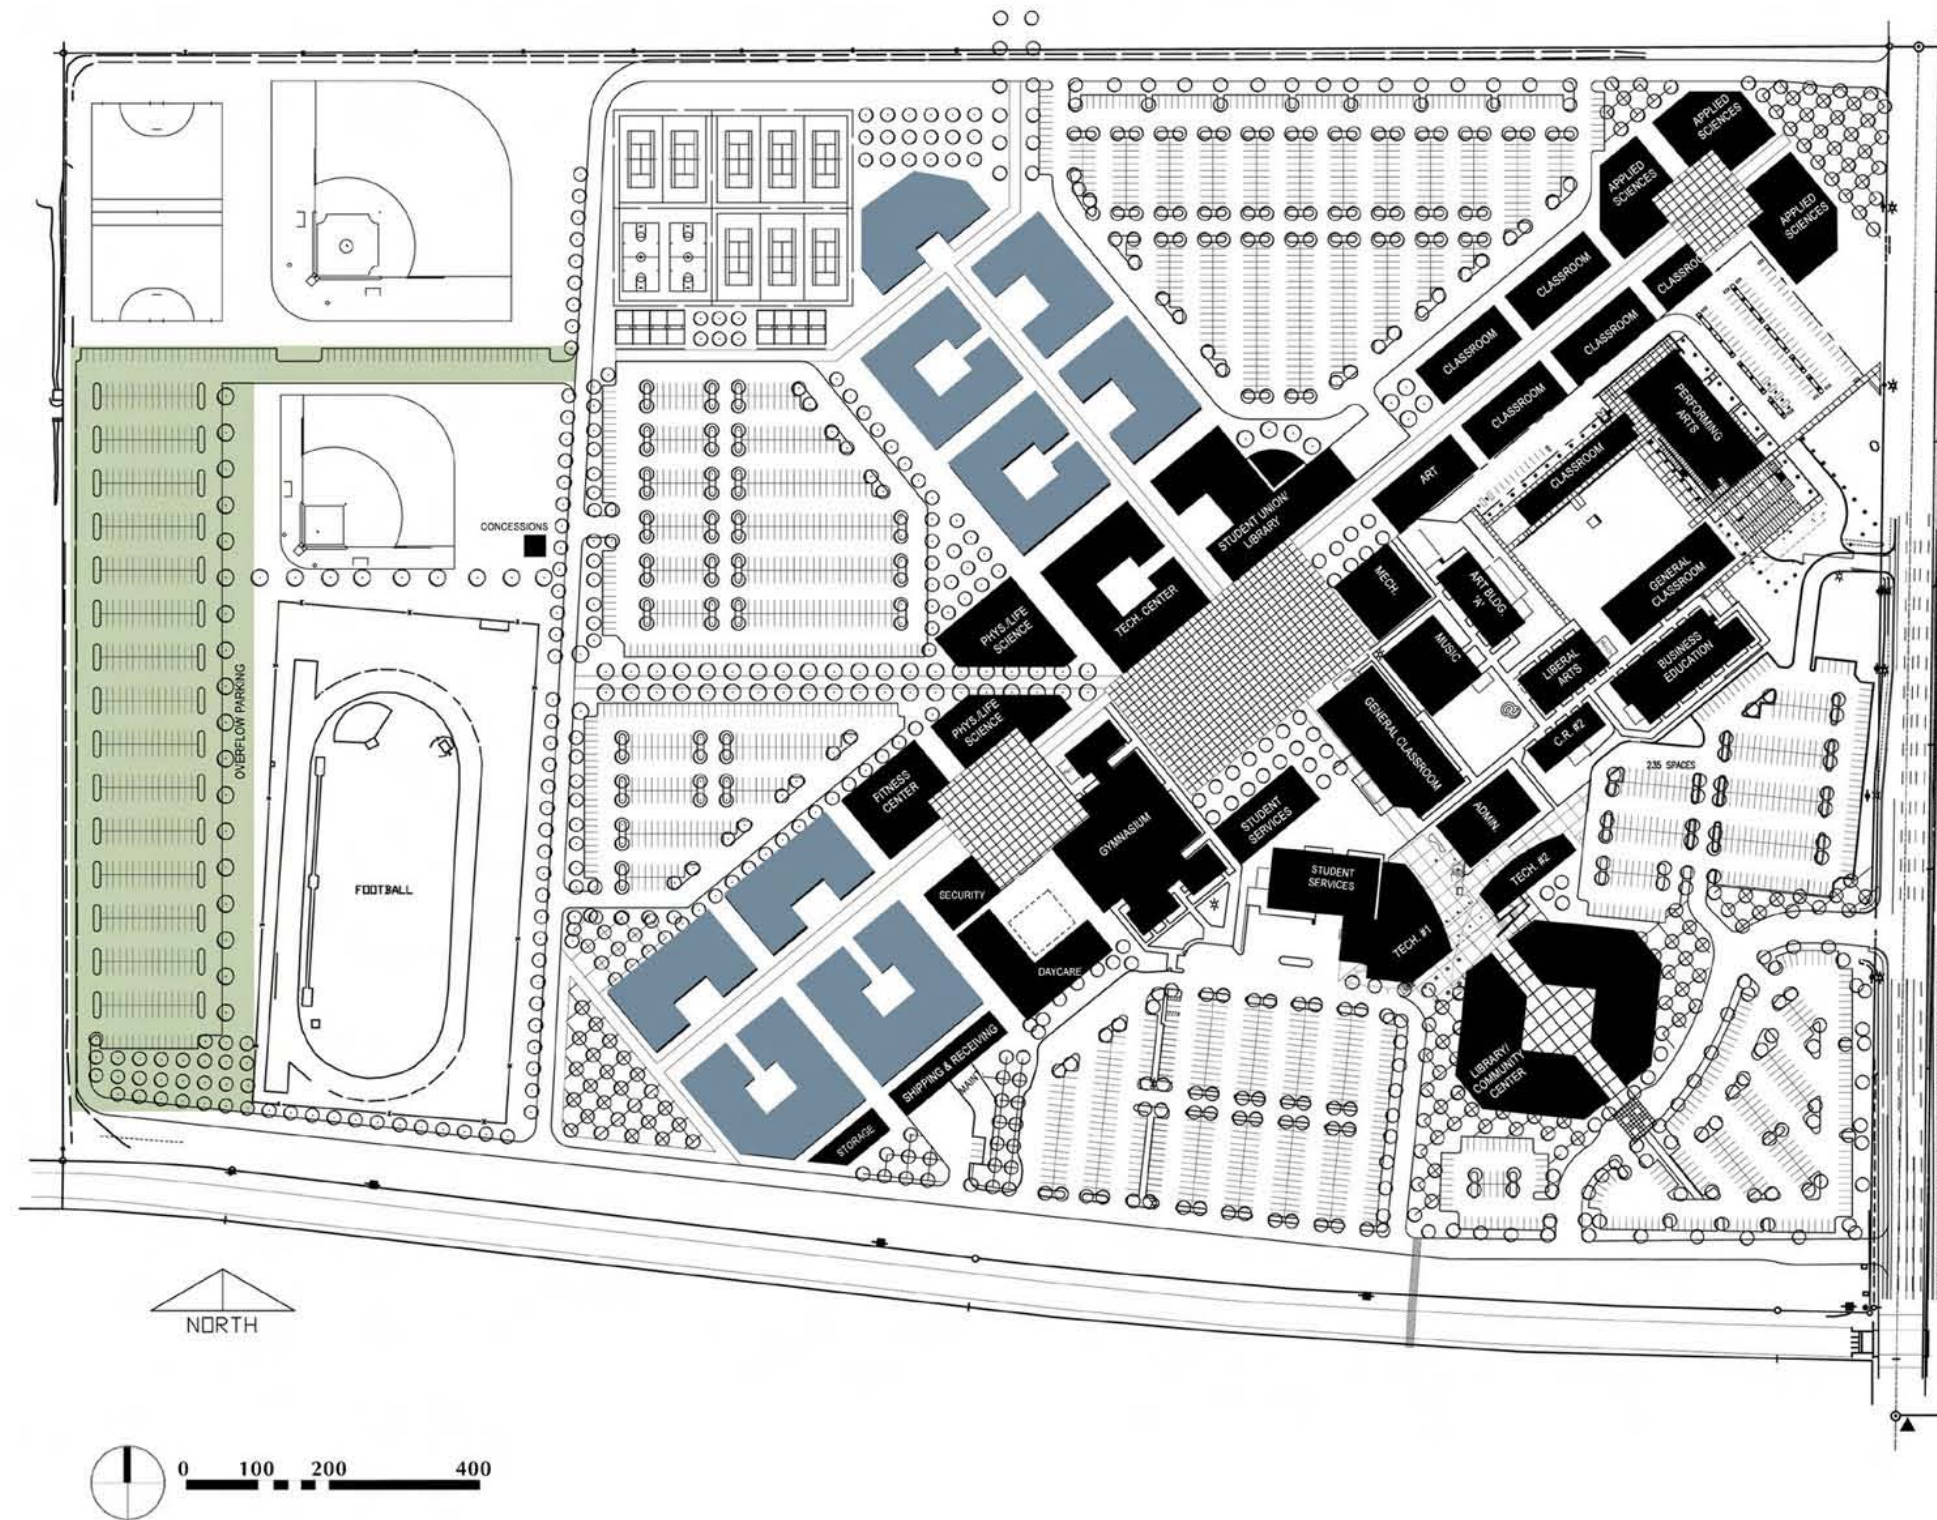 APPLIED
SCIENCES
APPLIED
SCIENCES
APPLIED
SCIENCES
CLASSROOM
CLASSROOM
CLASSROOM
CLASSROOM
CLASSROOM
ART
PERFORMING
ARTS
CLASSROOM
STUDENT UNION/
LIBRARY
CONCESSIONS
MECH.
ART BLDG.
'A'
GENERAL
CLASSROOM
TECH. CENTER
PHYS./LIFE
SCIENCE
MUSIC
LIBERAL
ARTS
BUSINESS
EDUCATION
OVERFLOW PARKING
PHYS./LIFE
SCIENCE
GENERAL CLASSROOM
C.R. #2
235 SPACES
FITNESS
CENTER
GYMNASIUM
STUDENT
SERVICES
ADMIN.
FOOTBALL
SECURITY
STUDENT
SERVICES
TECH. #2
TECH. #1
DAYCARE
SHIPPING & RECEIVING
MAINT.
LIBRARY/
COMMUNITY
CENTER
STORAGE
NORTH
0 100 200 400